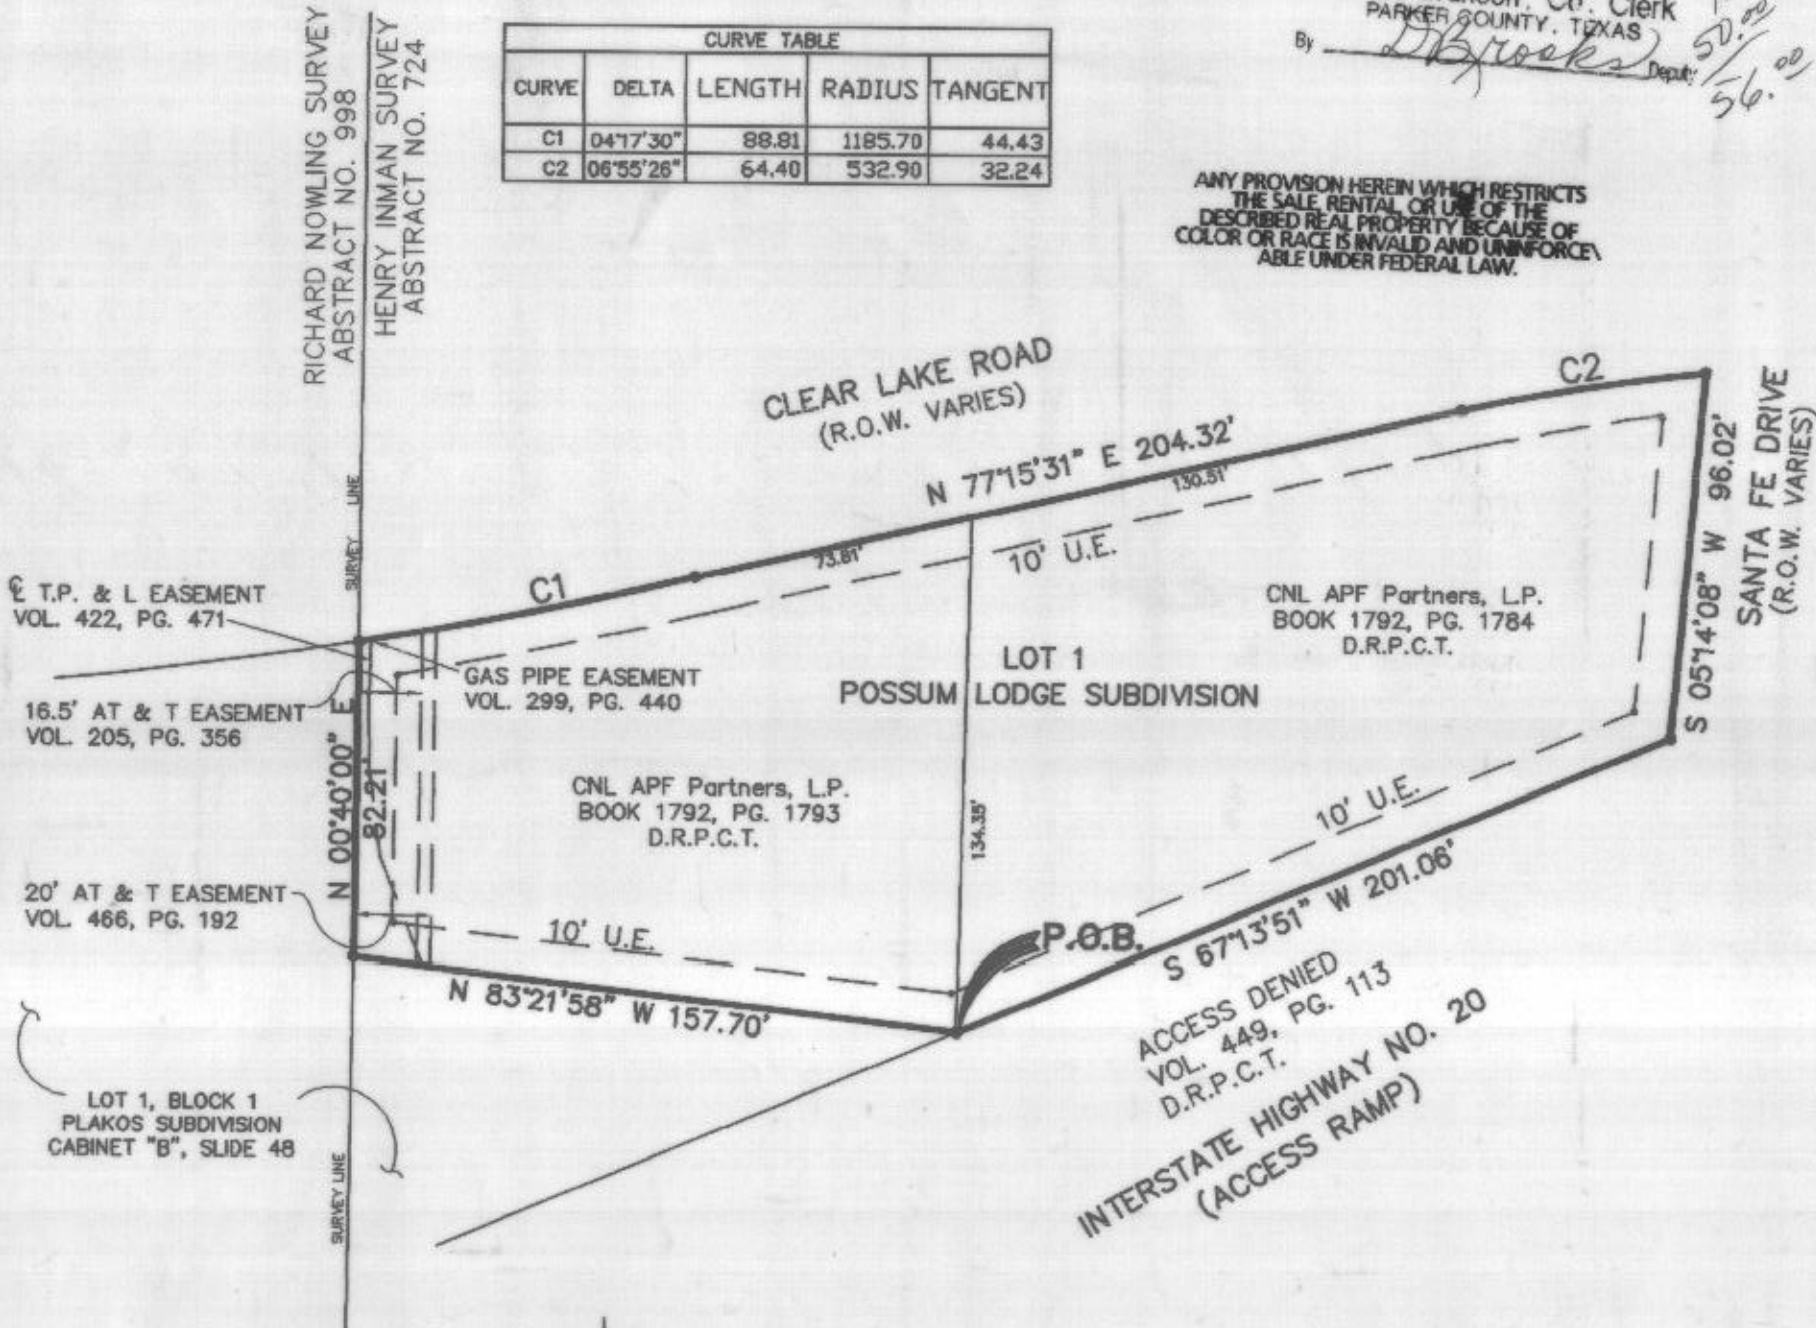 RICHARD NOWLING SURVEY
ABSTRACT NO. 998
HENRY INMAN SURVEY
ABSTRACT NO. 724
CURVE TABLE
CURVE DELTA LENGTH RADIUS TANGENT
C1 04°17'30" 88.81 1185.70 44.43
C2 06°55'26" 64.40 532.90 32.24
Co. Clerk
PARKER COUNTY, TEXAS
By D Brooks Deputy
50.00
56.00
ANY PROVISION HEREIN WHICH RESTRICTS
THE SALE, RENTAL, OR USE OF THE
DESCRIBED REAL PROPERTY BECAUSE OF
COLOR OR RACE IS INVALID AND UNINFORCE\
ABLE UNDER FEDERAL LAW.
CLEAR LAKE ROAD
(R.O.W. VARIES)
C2
N 77°15'31" E 204.32'
130.51'
73.81'
10' U.E.
C1
SANTA FE DRIVE
(R.O.W. VARIES)
S 05°14'08" W 96.02'
SURVEY LINE
℄ T.P. & L EASEMENT
VOL. 422, PG. 471
GAS PIPE EASEMENT
VOL. 299, PG. 440
16.5' AT & T EASEMENT
VOL. 205, PG. 356
N 00°40'00" E
82.21'
LOT 1
POSSUM LODGE SUBDIVISION
CNL APF Partners, L.P.
BOOK 1792, PG. 1784
D.R.P.C.T.
CNL APF Partners, L.P.
BOOK 1792, PG. 1793
D.R.P.C.T.
134.35'
20' AT & T EASEMENT
VOL. 466, PG. 192
10' U.E.
10' U.E.
P.O.B.
S 67°13'51" W 201.06'
N 83°21'58" W 157.70'
ACCESS DENIED
VOL. 449, PG. 113
D.R.P.C.T.
INTERSTATE HIGHWAY NO. 20
(ACCESS RAMP)
LOT 1, BLOCK 1
PLAKOS SUBDIVISION
CABINET "B", SLIDE 48
SURVEY LINE